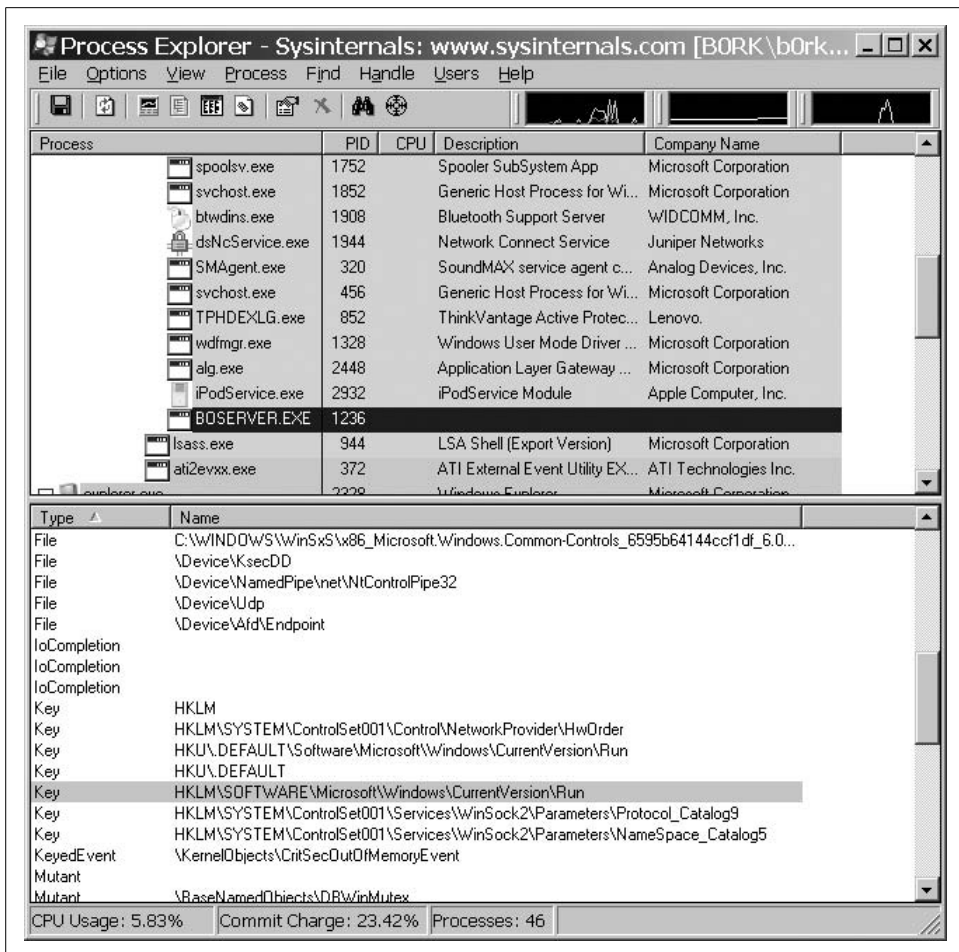 Process Explorer - Sysinternals: www.sysinternals.com [B0RK\b0rk...
File Options View Process Find Handle Users Help
Process PID CPU Description Company Name
spoolsv.exe 1752 Spooler SubSystem App Microsoft Corporation
svchost.exe 1852 Generic Host Process for Wi... Microsoft Corporation
btwdins.exe 1908 Bluetooth Support Server WIDCOMM, Inc.
dsNcService.exe 1944 Network Connect Service Juniper Networks
SMAgent.exe 320 SoundMAX service agent c... Analog Devices, Inc.
svchost.exe 456 Generic Host Process for Wi... Microsoft Corporation
TPHDEXLG.exe 852 ThinkVantage Active Protec... Lenovo.
wdfmgr.exe 1328 Windows User Mode Driver ... Microsoft Corporation
alg.exe 2448 Application Layer Gateway ... Microsoft Corporation
iPodService.exe 2932 iPodService Module Apple Computer, Inc.
BOSERVER.EXE 1236
lsass.exe 944 LSA Shell (Export Version) Microsoft Corporation
ati2evxx.exe 372 ATI External Event Utility EX... ATI Technologies Inc.
explorer.exe Windows Explorer Microsoft Corporation
Type Name
File C:\WINDOWS\WinSxS\x86_Microsoft.Windows.Common-Controls_6595b64144ccf1df_6.0...
File \Device\KsecDD
File \Device\NamedPipe\net\NtControlPipe32
File \Device\Udp
File \Device\Afd\Endpoint
IoCompletion
IoCompletion
IoCompletion
Key HKLM
Key HKLM\SYSTEM\ControlSet001\Control\NetworkProvider\HwOrder
Key HKU\.DEFAULT\Software\Microsoft\Windows\CurrentVersion\Run
Key HKU\.DEFAULT
Key HKLM\SOFTWARE\Microsoft\Windows\CurrentVersion\Run
Key HKLM\SYSTEM\ControlSet001\Services\WinSock2\Parameters\Protocol_Catalog9
Key HKLM\SYSTEM\ControlSet001\Services\WinSock2\Parameters\NameSpace_Catalog5
KeyedEvent \KernelObjects\CritSecOutOfMemoryEvent
Mutant
Mutant \BaseNamedObjects\DBWinMutex
CPU Usage: 5.83% Commit Charge: 23.42% Processes: 46